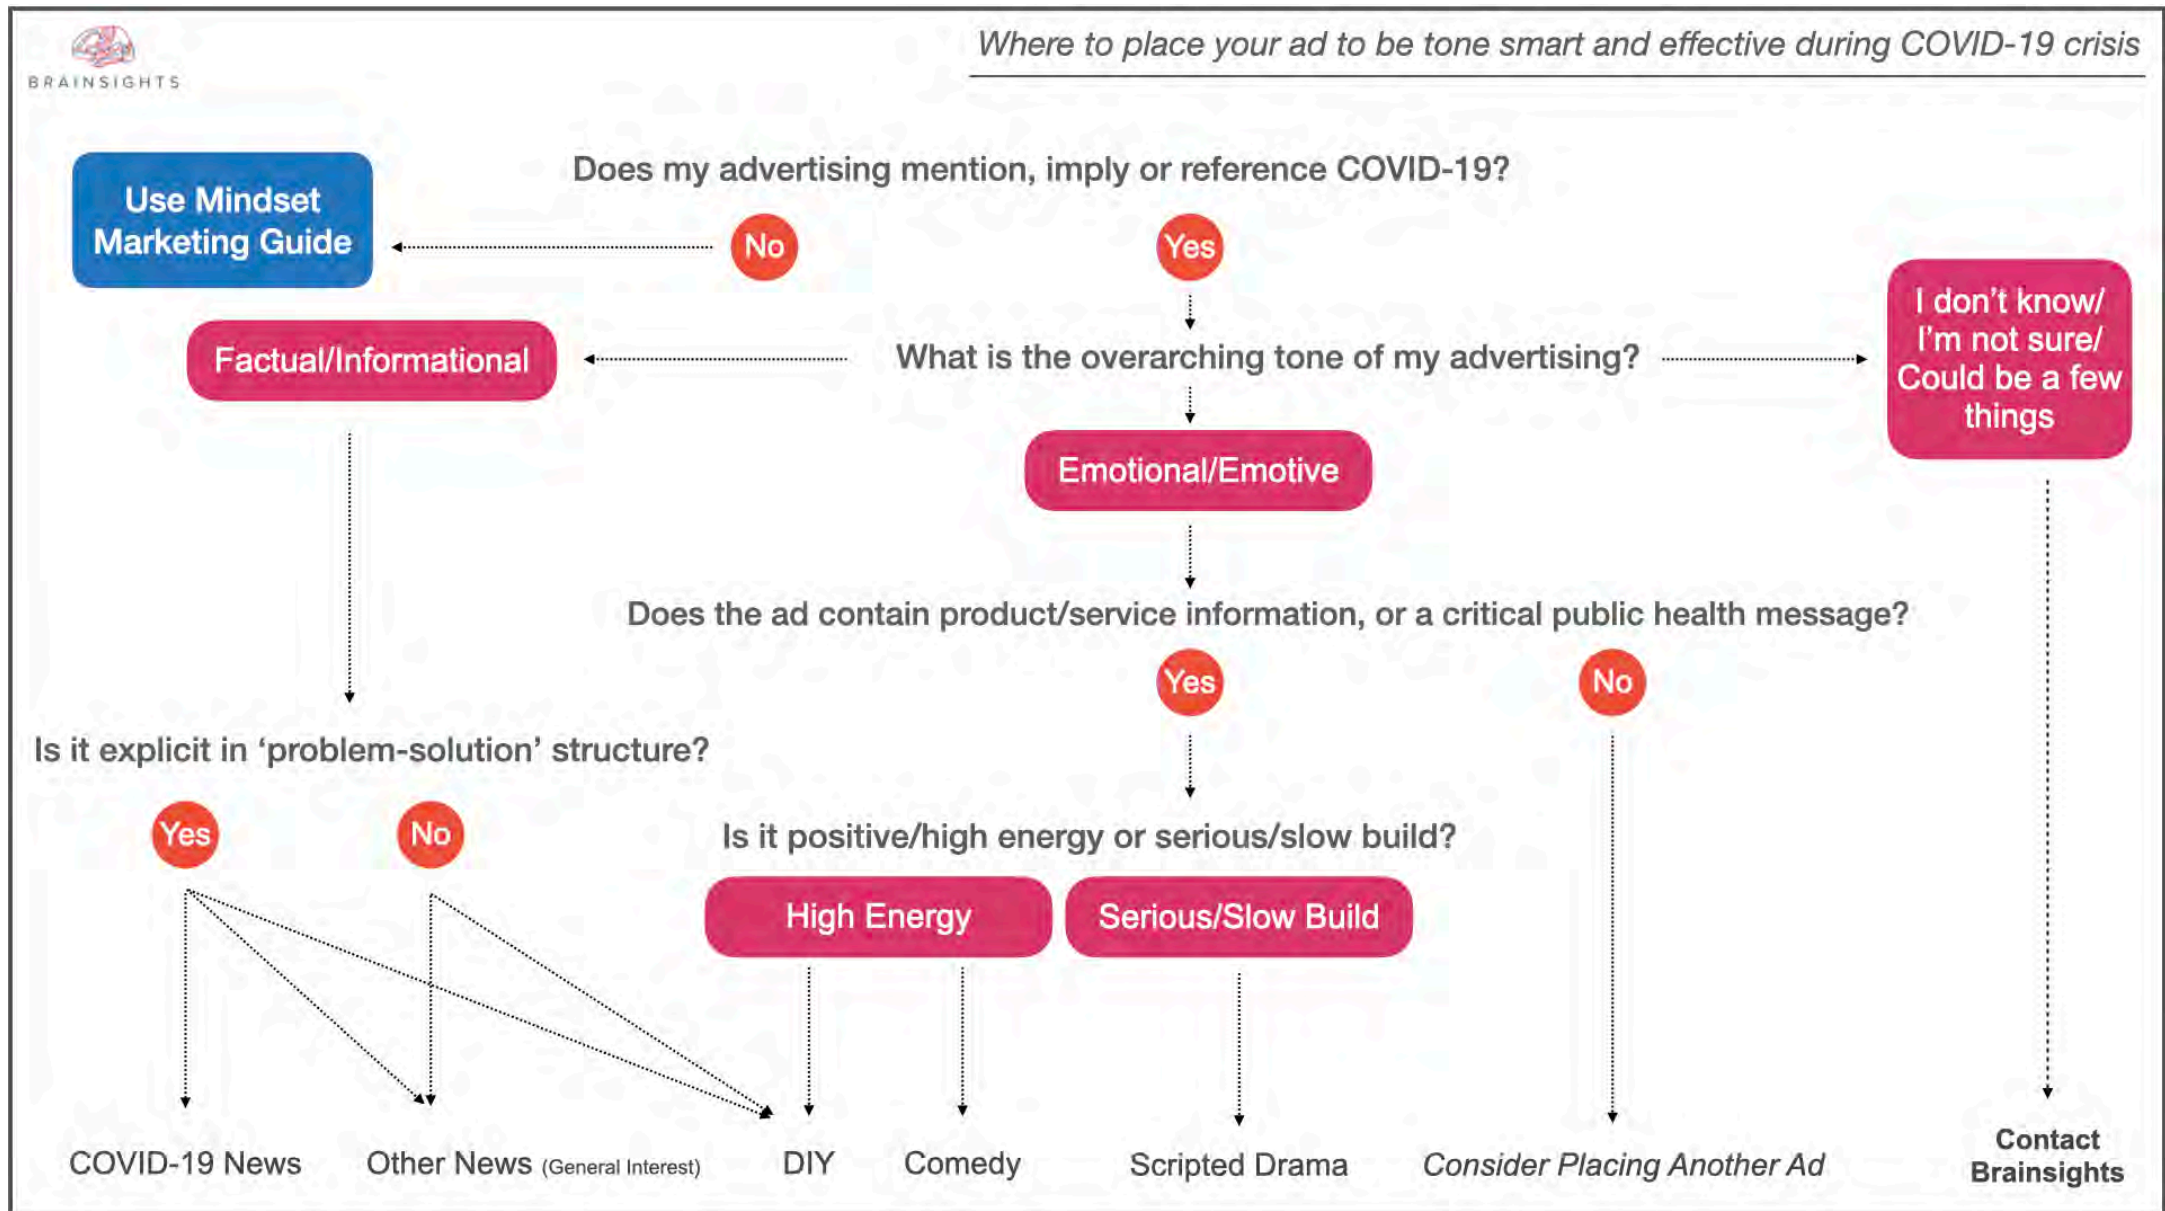 BRAINSIGHTS
Where to place your ad to be tone smart and effective during COVID-19 crisis
Does my advertising mention, imply or reference COVID-19?
Use Mindset
Marketing Guide
No
Yes
Factual/Informational
What is the overarching tone of my advertising?
I don't know/
I'm not sure/
Could be a few
things
Emotional/Emotive
Does the ad contain product/service information, or a critical public health message?
Yes
No
Is it explicit in ‘problem-solution’ structure?
Yes
No
Is it positive/high energy or serious/slow build?
High Energy
Serious/Slow Build
COVID-19 News
Other News (General Interest)
DIY
Comedy
Scripted Drama
Consider Placing Another Ad
Contact
Brainsights